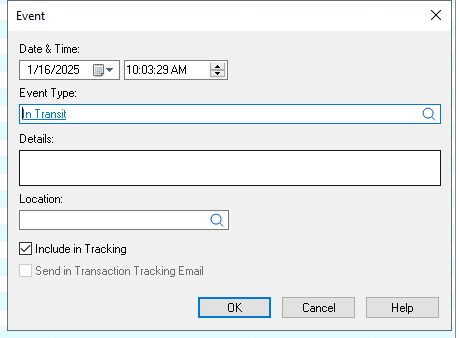 Event
Date & Time:
1/16/2025 10:03:29 AM
Event Type:
In Transit
Details:
Location:
Include in Tracking
Send in Transaction Tracking Email
OK Cancel Help